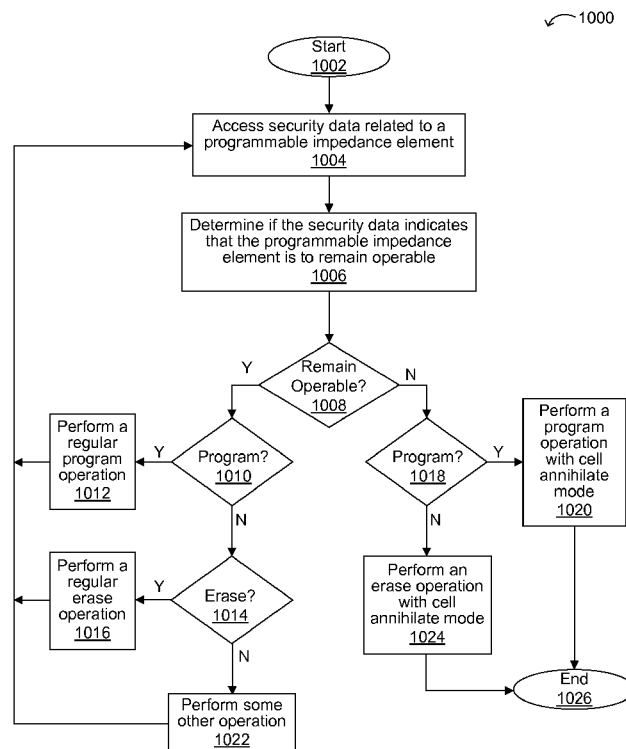 1000
Start
1002
Access security data related to a
programmable impedance element
1004
Determine if the security data indicates
that the programmable impedance
element is to remain operable
1006
Y
Remain
Operable?
1008
N
Perform a
regular
program
operation
1012
Y
Program?
1010
N
Program?
1018
Y
N
Perform a
program
operation
with cell
annihilate
mode
1020
Perform a
regular
erase
operation
1016
Y
Erase?
1014
N
Perform an
erase operation
with cell
annihilate mode
1024
Perform some
other operation
1022
End
1026